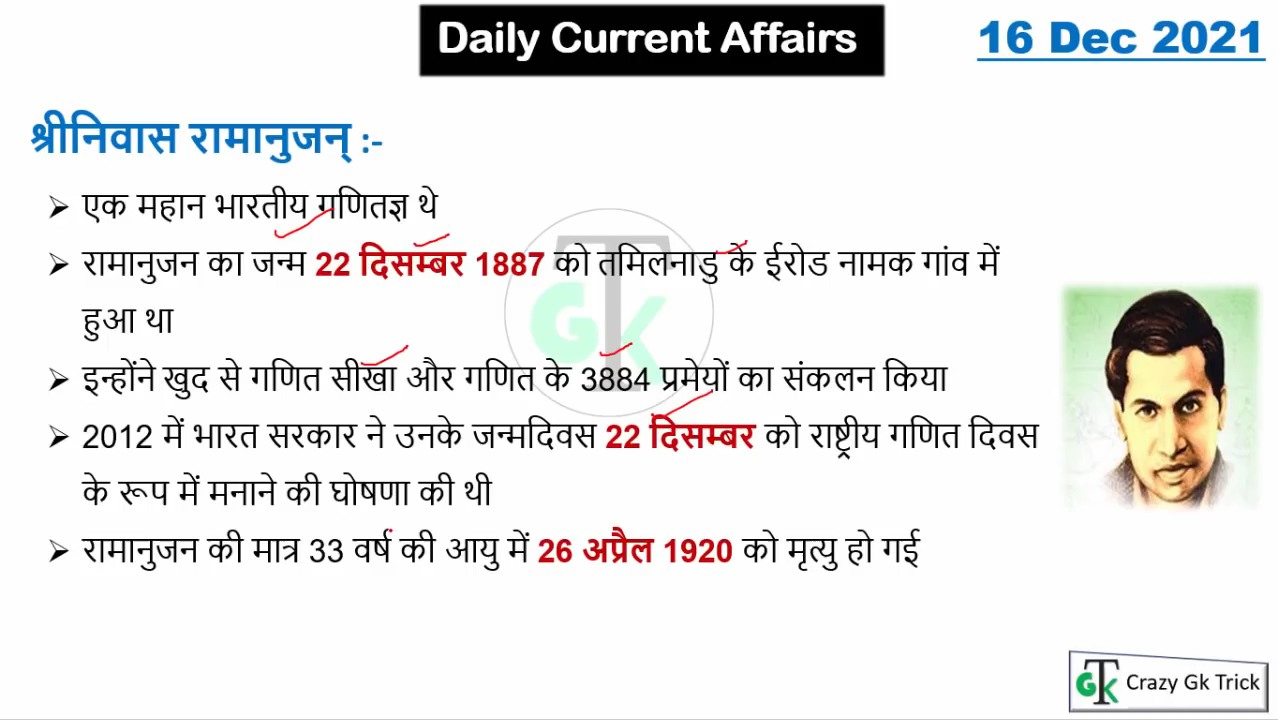 Daily Current Affairs
16 Dec 2021
श्रीनिवास रामानुजन् :-
➢ एक महान भारतीय गणितज्ञ थे
➢ रामानुजन का जन्म 22 दिसम्बर 1887 को तमिलनाडु के ईरोड नामक गांव में
हुआ था
➢ इन्होंने खुद से गणित सीखा और गणित के 3884 प्रमेयों का संकलन किया
➢ 2012 में भारत सरकार ने उनके जन्मदिवस 22 दिसम्बर को राष्ट्रीय गणित दिवस
के रूप में मनाने की घोषणा की थी
➢ रामानुजन की मात्र 33 वर्ष की आयु में 26 अप्रैल 1920 को मृत्यु हो गई
GTK
GTK Crazy Gk Trick